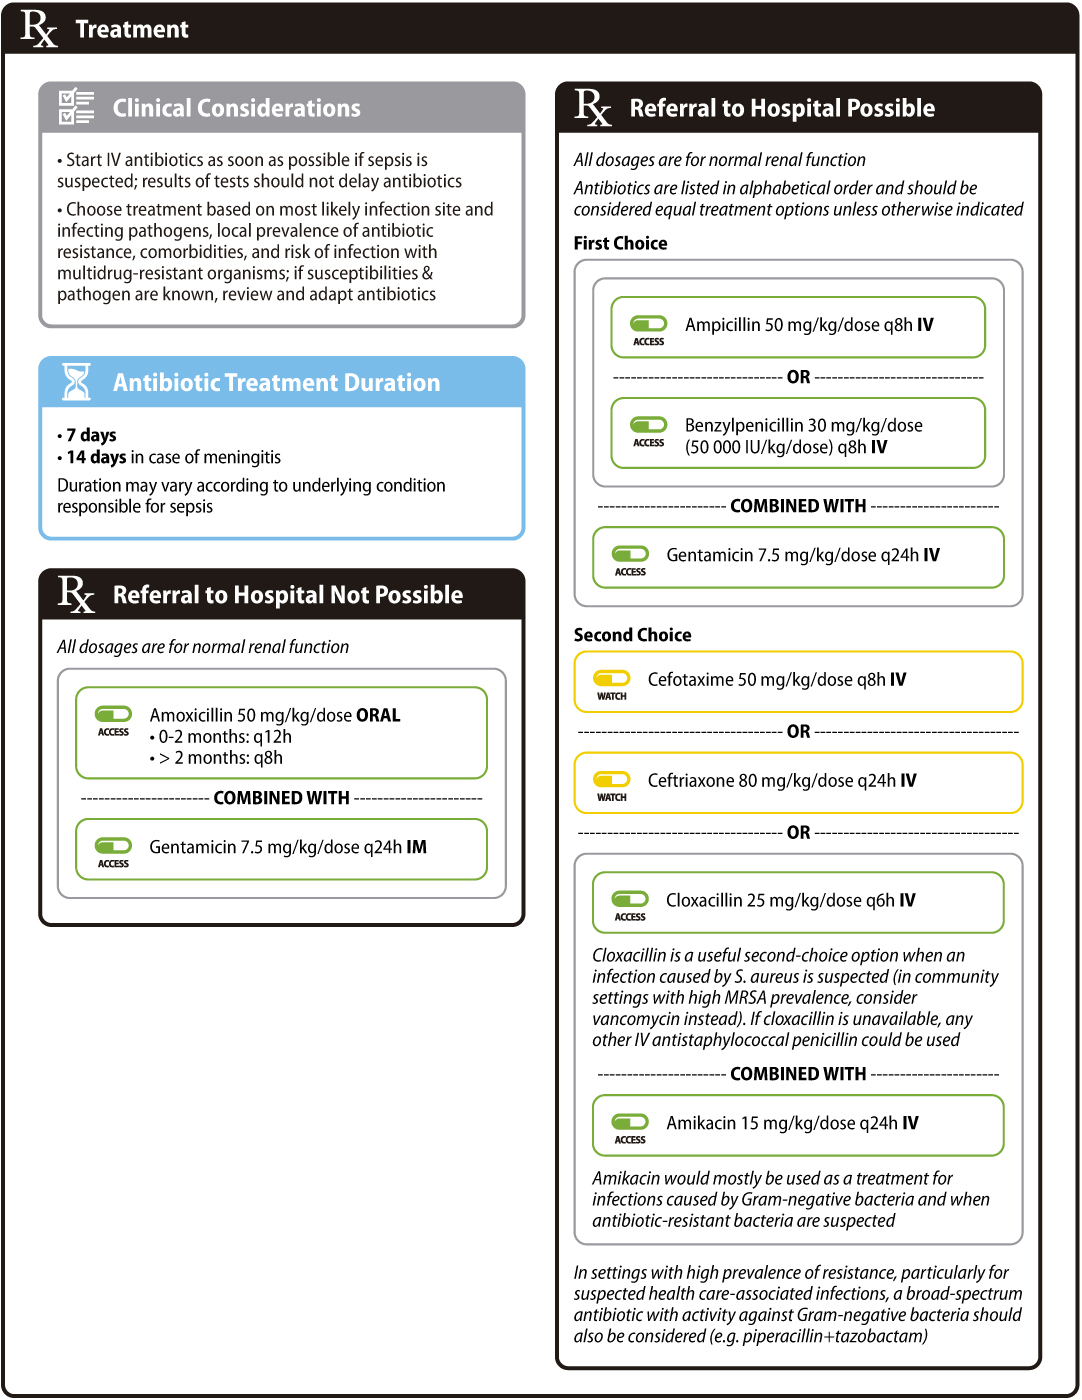 Rx Treatment
Clinical Considerations
• Start IV antibiotics as soon as possible if sepsis is
suspected; results of tests should not delay antibiotics
• Choose treatment based on most likely infection site and
infecting pathogens, local prevalence of antibiotic
resistance, comorbidities, and risk of infection with
multidrug-resistant organisms; if susceptibilities &
pathogen are known, review and adapt antibiotics
Antibiotic Treatment Duration
• 7 days
• 14 days in case of meningitis
Duration may vary according to underlying condition
responsible for sepsis
Rx Referral to Hospital Not Possible
All dosages are for normal renal function
ACCESS
Amoxicillin 50 mg/kg/dose ORAL
• 0-2 months: q12h
• > 2 months: q8h
COMBINED WITH
ACCESS
Gentamicin 7.5 mg/kg/dose q24h IM
Rx Referral to Hospital Possible
All dosages are for normal renal function
Antibiotics are listed in alphabetical order and should be
considered equal treatment options unless otherwise indicated
First Choice
ACCESS
Ampicillin 50 mg/kg/dose q8h IV
OR
ACCESS
Benzylpenicillin 30 mg/kg/dose
(50 000 IU/kg/dose) q8h IV
COMBINED WITH
ACCESS
Gentamicin 7.5 mg/kg/dose q24h IV
Second Choice
WATCH
Cefotaxime 50 mg/kg/dose q8h IV
OR
WATCH
Ceftriaxone 80 mg/kg/dose q24h IV
OR
ACCESS
Cloxacillin 25 mg/kg/dose q6h IV
Cloxacillin is a useful second-choice option when an
infection caused by S. aureus is suspected (in community
settings with high MRSA prevalence, consider
vancomycin instead). If cloxacillin is unavailable, any
other IV antistaphylococcal penicillin could be used
COMBINED WITH
ACCESS
Amikacin 15 mg/kg/dose q24h IV
Amikacin would mostly be used as a treatment for
infections caused by Gram-negative bacteria and when
antibiotic-resistant bacteria are suspected
In settings with high prevalence of resistance, particularly for
suspected health care-associated infections, a broad-spectrum
antibiotic with activity against Gram-negative bacteria should
also be considered (e.g. piperacillin+tazobactam)